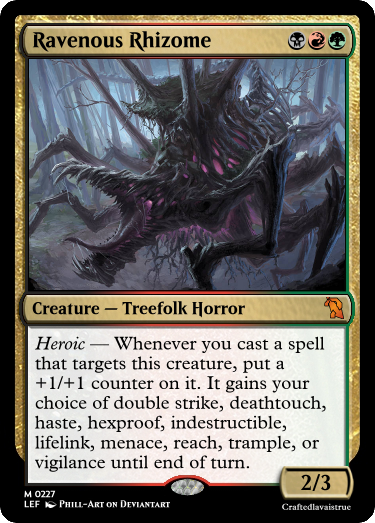 Ravenous Rhizome
Creature — Treefolk Horror
Heroic — Whenever you cast a spell
that targets this creature, put a
+1/+1 counter on it. It gains your
choice of double strike, deathtouch,
haste, hexproof, indestructible,
lifelink, menace, reach, trample, or
vigilance until end of turn.
2/3
M 0227
LEF Phill-Art on Deviantart
Craftedlavaistrue